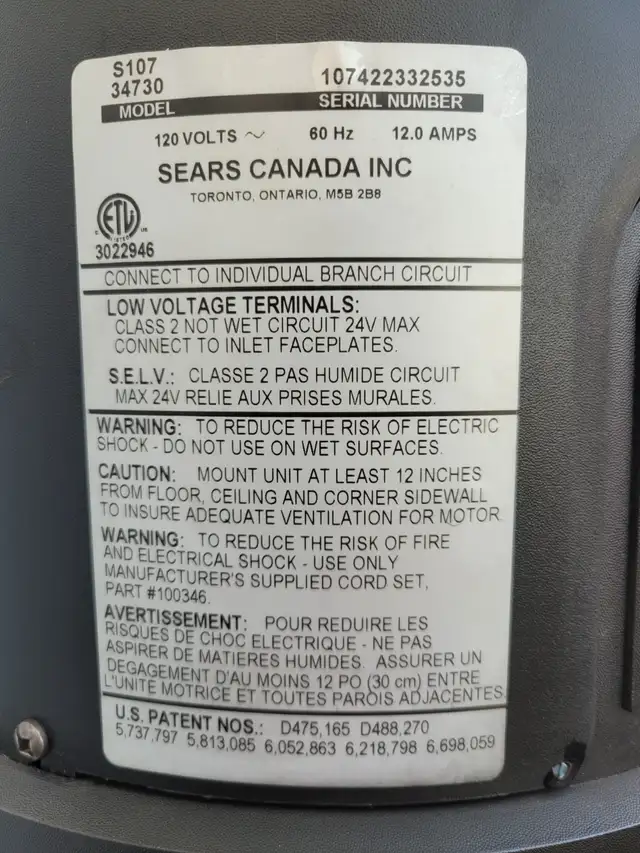 S107
34730
MODEL
107422332535
SERIAL NUMBER
120 VOLTS ~ 60 Hz 12.0 AMPS
SEARS CANADA INC
TORONTO, ONTARIO, M5B 2B8
C ETL US
LISTED
3022946
CONNECT TO INDIVIDUAL BRANCH CIRCUIT
LOW VOLTAGE TERMINALS:
CLASS 2 NOT WET CIRCUIT 24V MAX
CONNECT TO INLET FACEPLATES.
S.E.L.V.: CLASSE 2 PAS HUMIDE CIRCUIT
MAX 24V RELIE AUX PRISES MURALES.
WARNING: TO REDUCE THE RISK OF ELECTRIC
SHOCK - DO NOT USE ON WET SURFACES.
CAUTION: MOUNT UNIT AT LEAST 12 INCHES
FROM FLOOR, CEILING AND CORNER SIDEWALL
TO INSURE ADEQUATE VENTILATION FOR MOTOR.
WARNING: TO REDUCE THE RISK OF FIRE
AND ELECTRICAL SHOCK - USE ONLY
MANUFACTURER'S SUPPLIED CORD SET,
PART #100346.
AVERTISSEMENT: POUR REDUIRE LES
RISQUES DE CHOC ELECTRIQUE - NE PAS
ASPIRER DE MATIERES HUMIDES. ASSURER UN
DEGAGEMENT D'AU MOINS 12 PO (30 cm) ENTRE
L'UNITE MOTRICE ET TOUTES PAROIS ADJACENTES.
U.S. PATENT NOS.: D475,165 D488,270
5,737,797 5,813,085 6,052,863 6,218,798 6,698,059